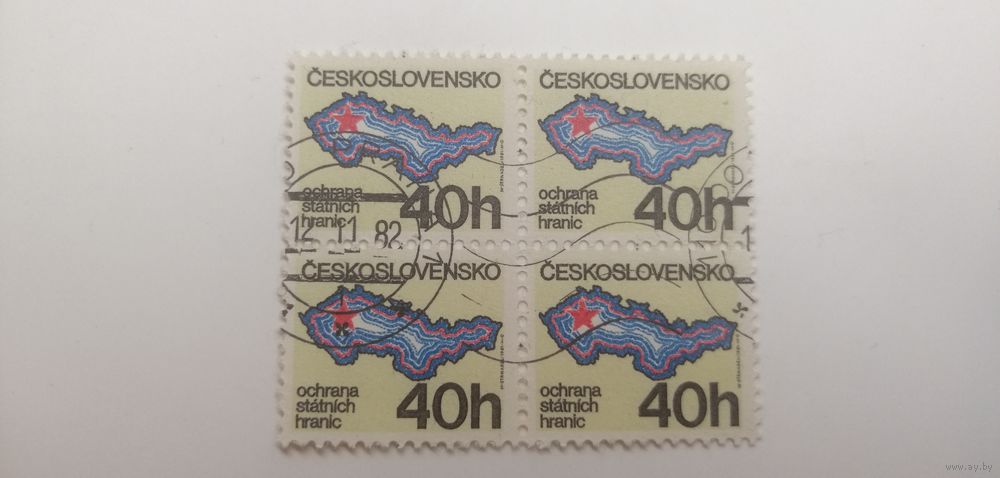 ČESKOSLOVENSKO
ochrana
státních
hranic
40h
ČESKOSLOVENSKO
ochrana
státních
hranic
40h
12 11 82
ČESKOSLOVENSKO
ochrana
státních
hranic
40h
ČESKOSLOVENSKO
ochrana
státních
hranic
40h
www.ay.by